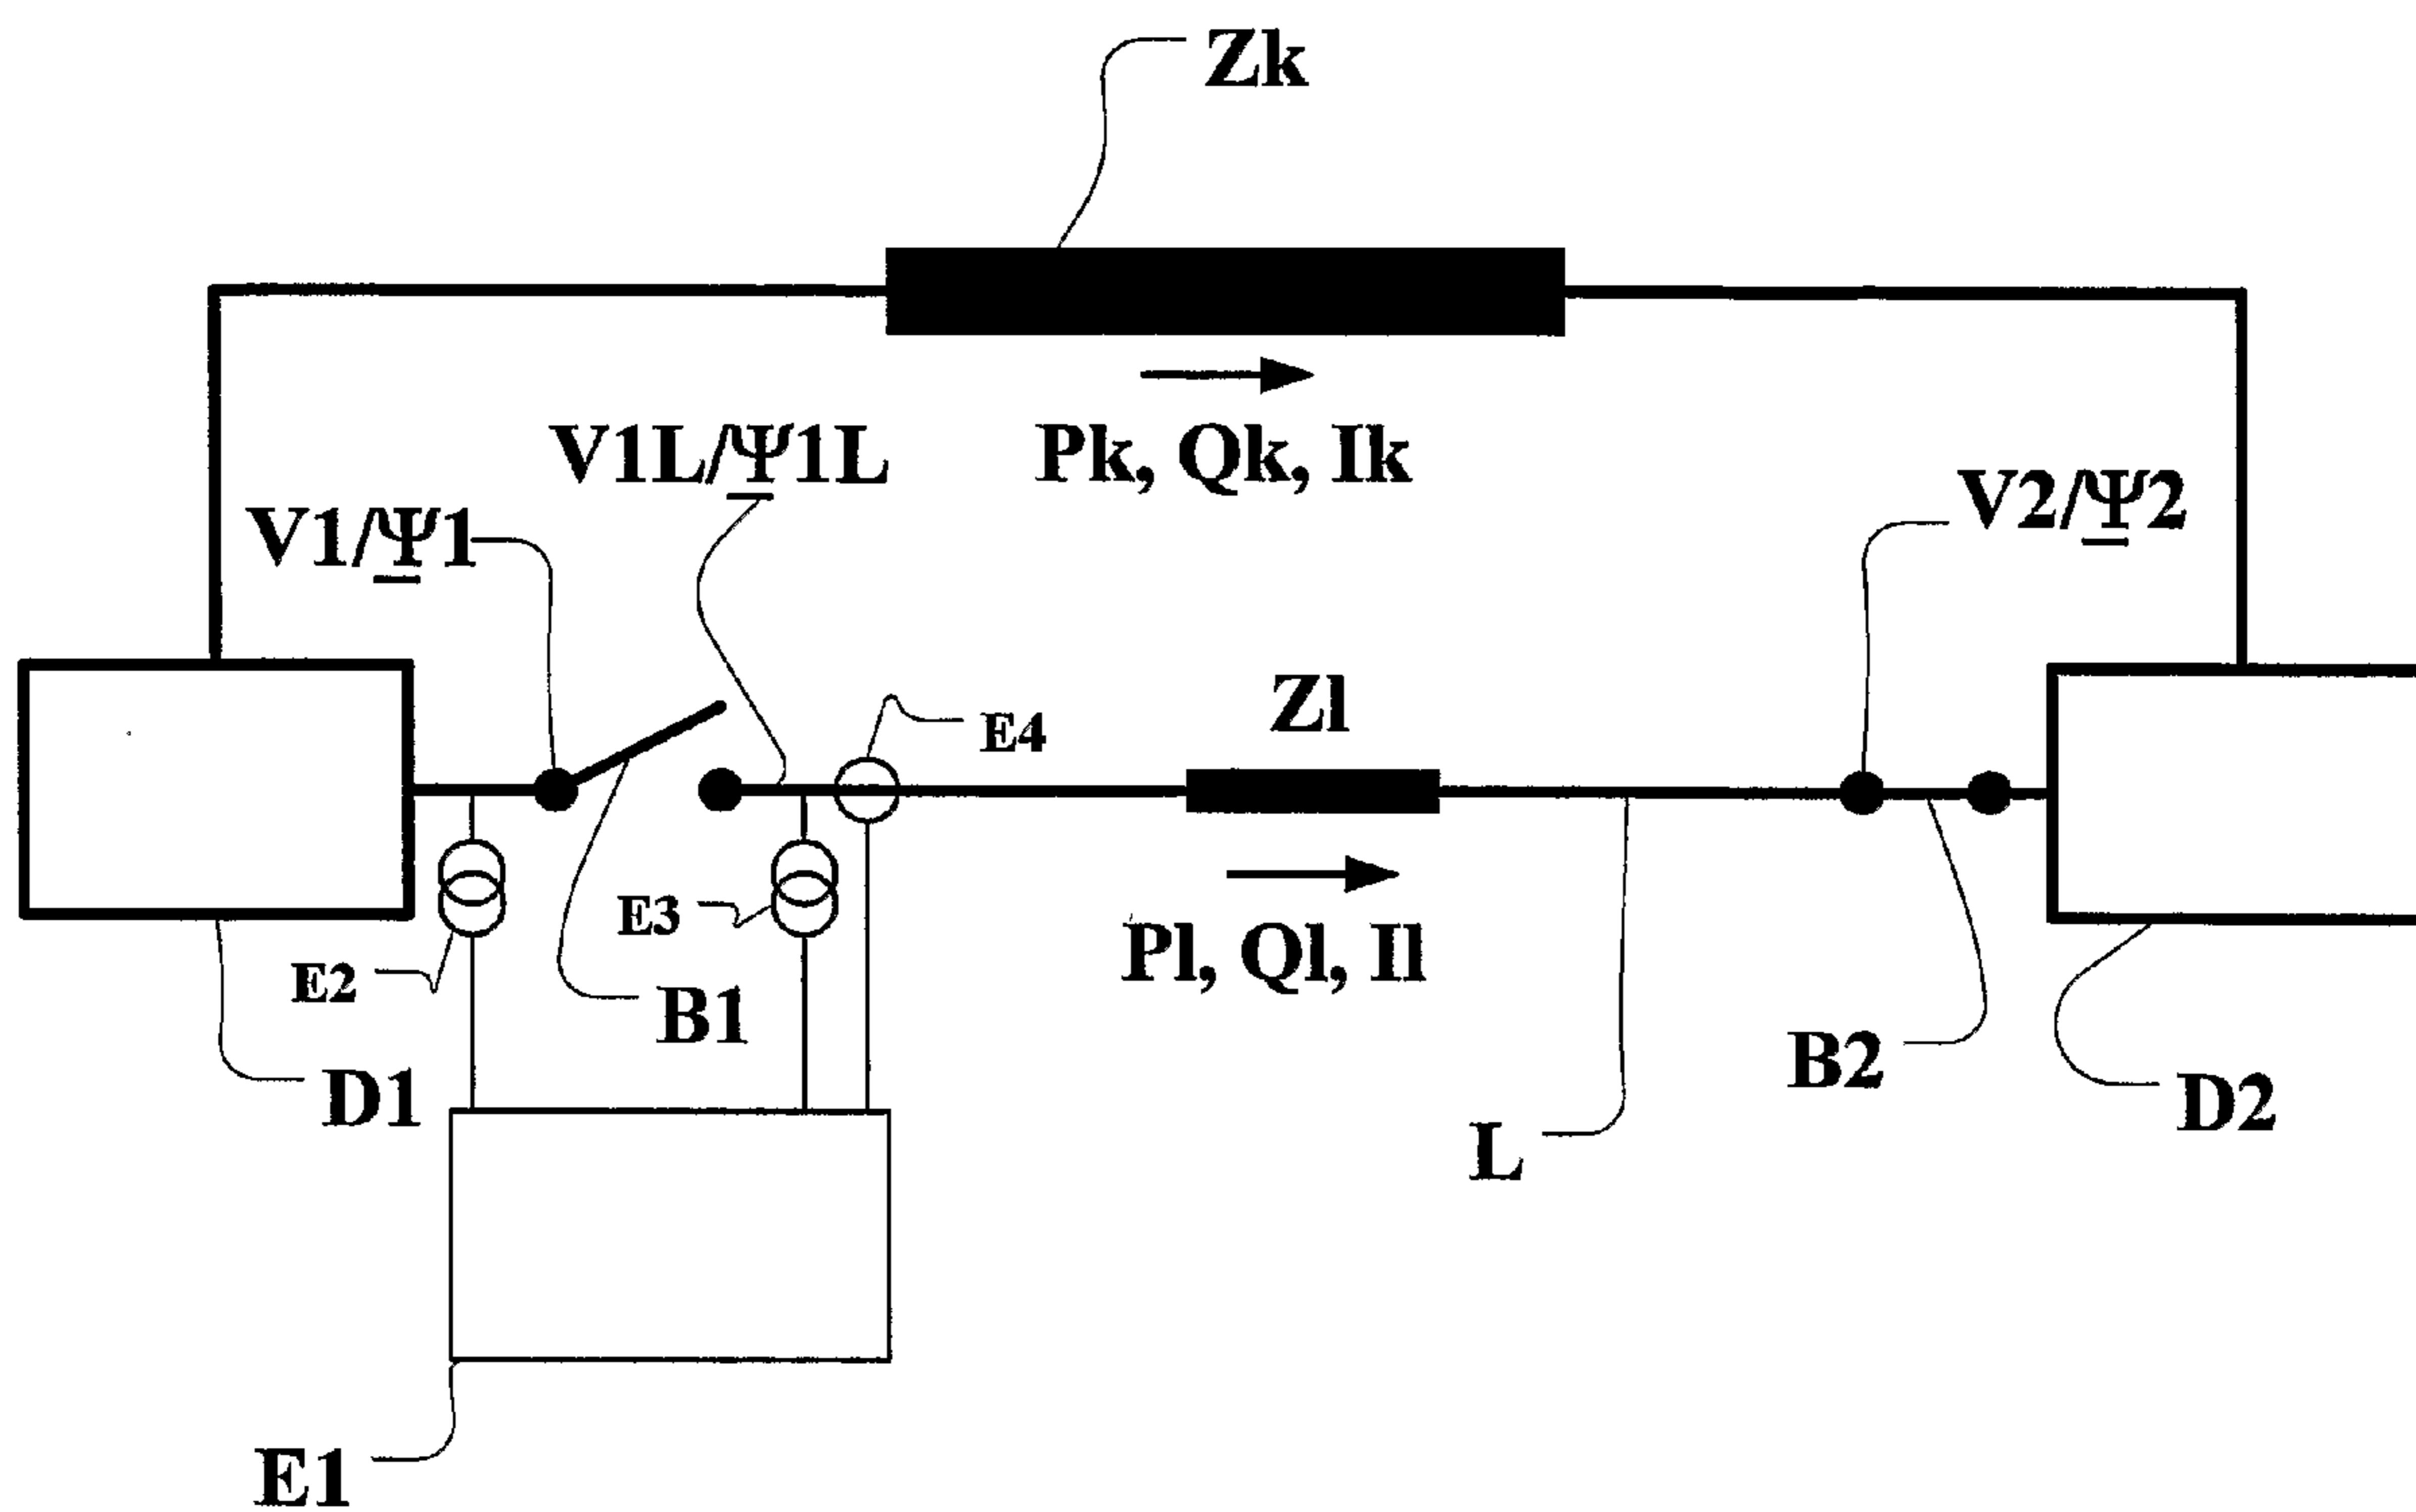 Zk
V1L/Ψ1L
Pk, Qk, Ik
V2/Ψ2
V1/Ψ1
Zl
E4
E3
Pl, Ql, Il
E2
B1
B2
D1
D2
L
E1